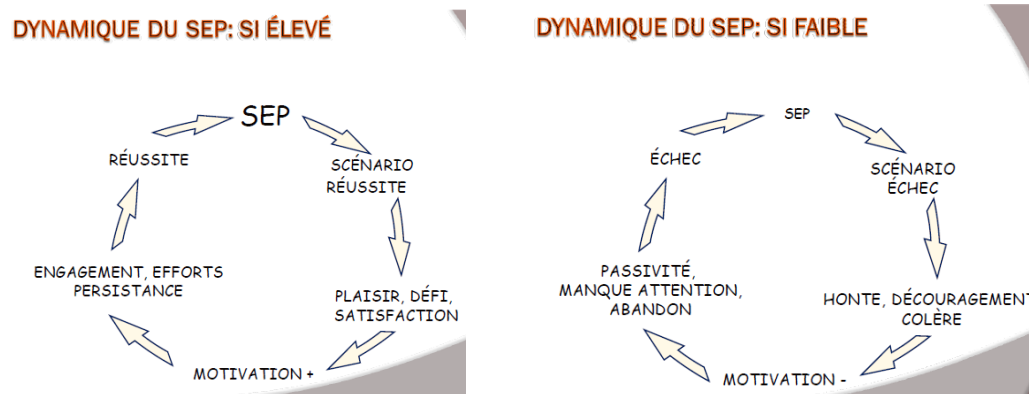 DYNAMIQUE DU SEP: SI ÉLEVÉ
SEP
SCÉNARIO
RÉUSSITE
PLAISIR, DÉFI,
SATISFACTION
MOTIVATION +
ENGAGEMENT, EFFORTS
PERSISTANCE
RÉUSSITE
DYNAMIQUE DU SEP: SI FAIBLE
SEP
SCÉNARIO
ÉCHEC
HONTE, DÉCOURAGEMENT
COLÈRE
MOTIVATION -
PASSIVITÉ,
MANQUE ATTENTION,
ABANDON
ÉCHEC